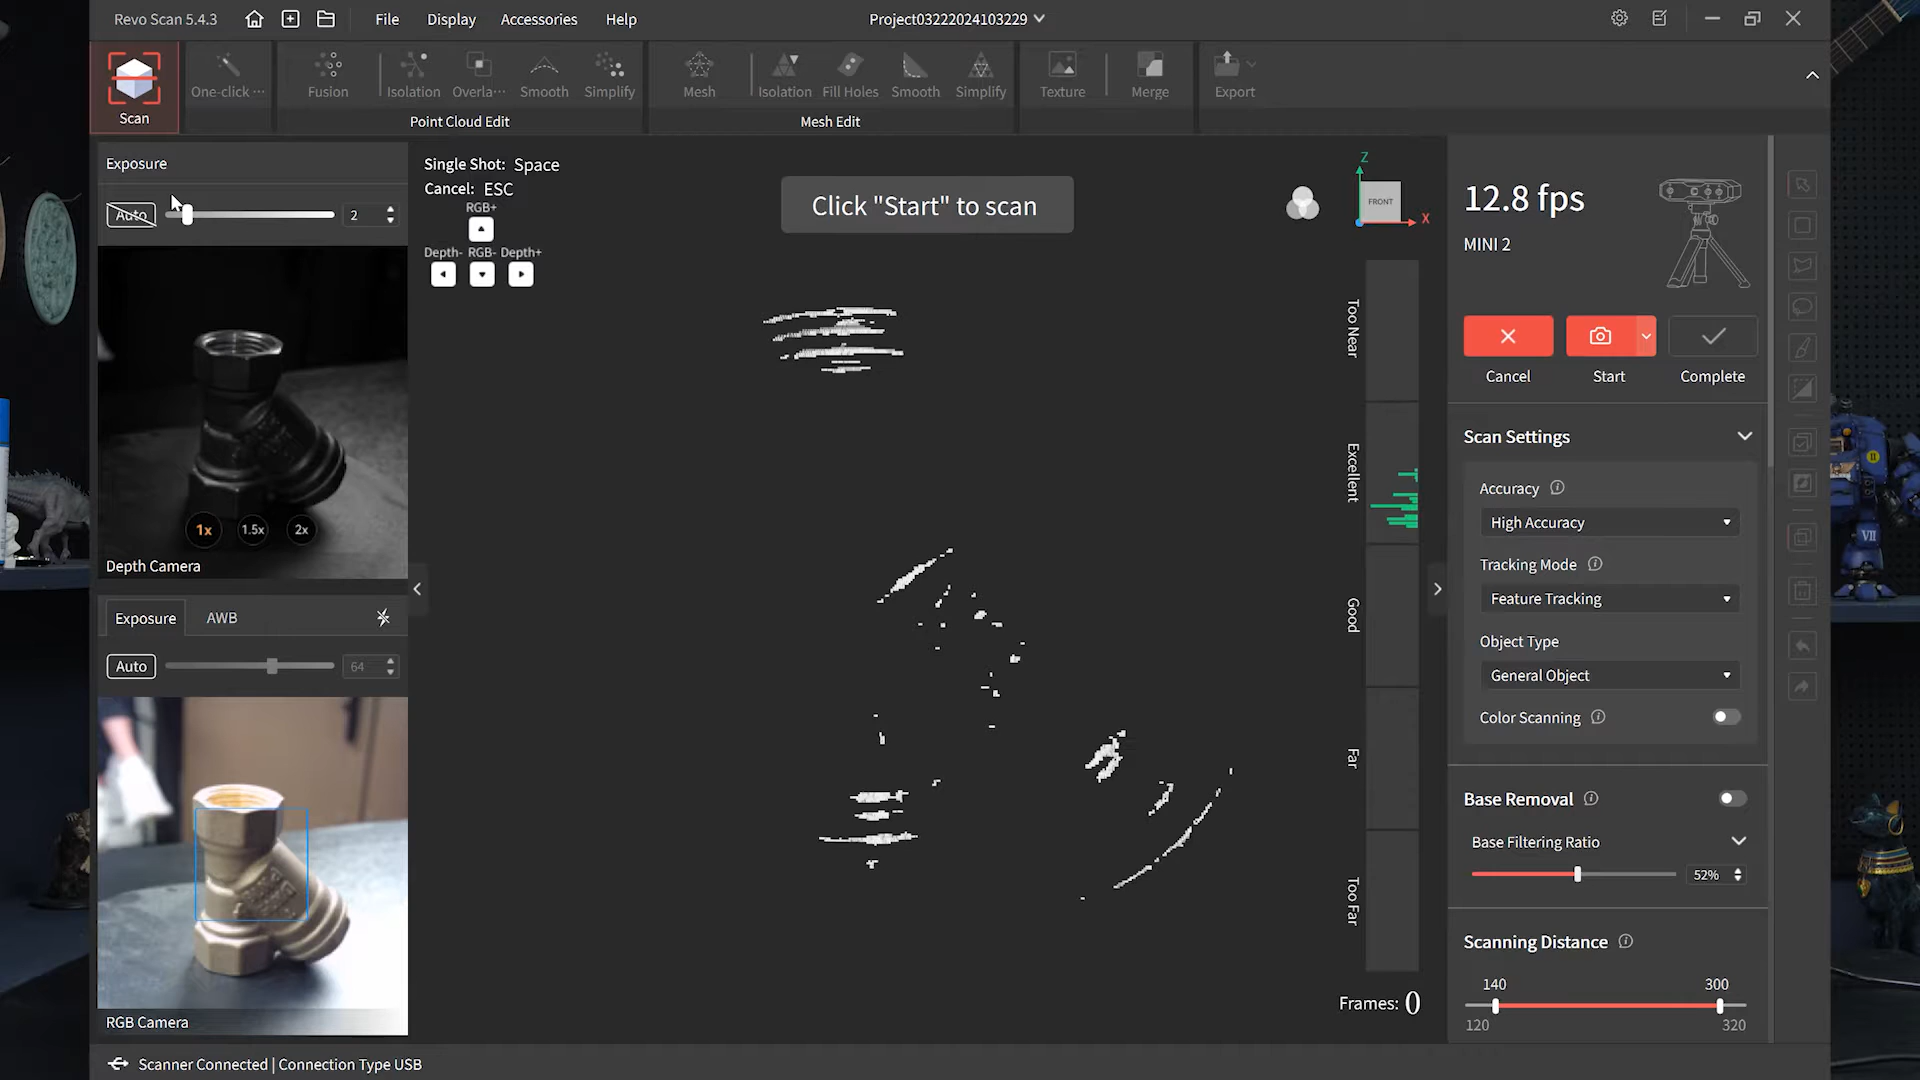 Revo Scan 5.4.3
File
Display
Accessories
Help
Project03222024103229
Scan
One-click ···
Fusion
Isolation
Overla···
Smooth
Simplify
Point Cloud Edit
Mesh
Isolation
Fill Holes
Smooth
Simplify
Mesh Edit
Texture
Merge
Export
Exposure
Auto
2
1x
1.5x
2x
Depth Camera
Exposure
AWB
Auto
64
RGB Camera
Single Shot: Space
Cancel: ESC
RGB+
Depth- RGB- Depth+
Click "Start" to scan
Z
FRONT
X
Too Near
Excellent
Good
Far
Too Far
Frames: 0
12.8 fps
MINI 2
Cancel
Start
Complete
Scan Settings
Accuracy
High Accuracy
Tracking Mode
Feature Tracking
Object Type
General Object
Color Scanning
Base Removal
Base Filtering Ratio
52%
Scanning Distance
140
300
120
320
Scanner Connected | Connection Type USB
VII
II